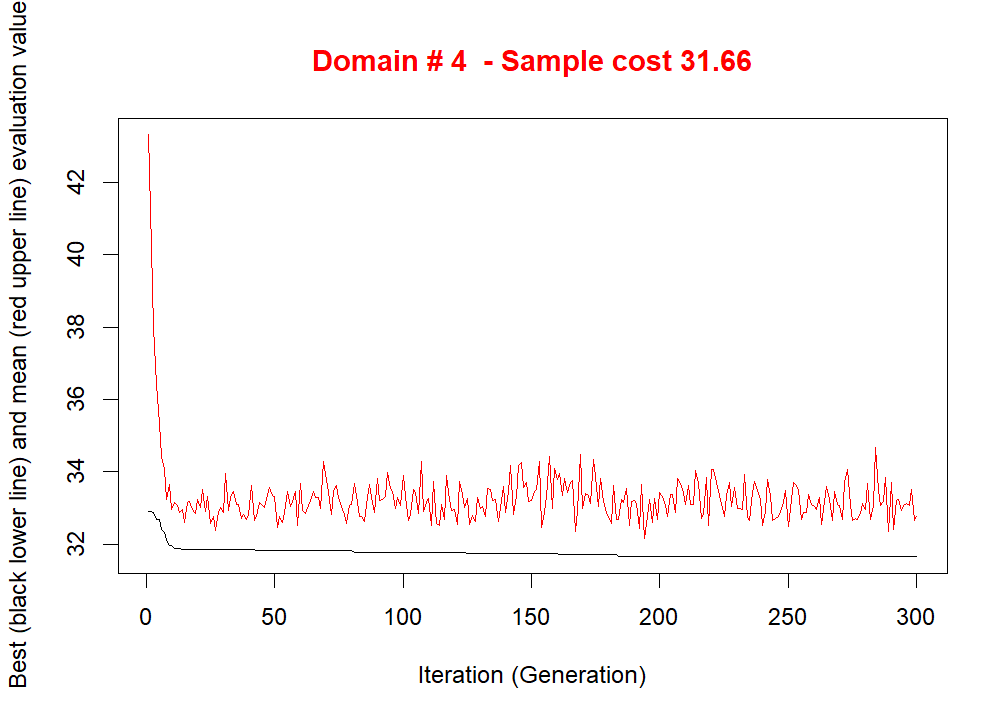 Domain # 4  - Sample cost 31.66
Best (black lower line) and mean (red upper line) evaluation value
42
40
38
36
34
32
0 50 100 150 200 250 300
Iteration (Generation)